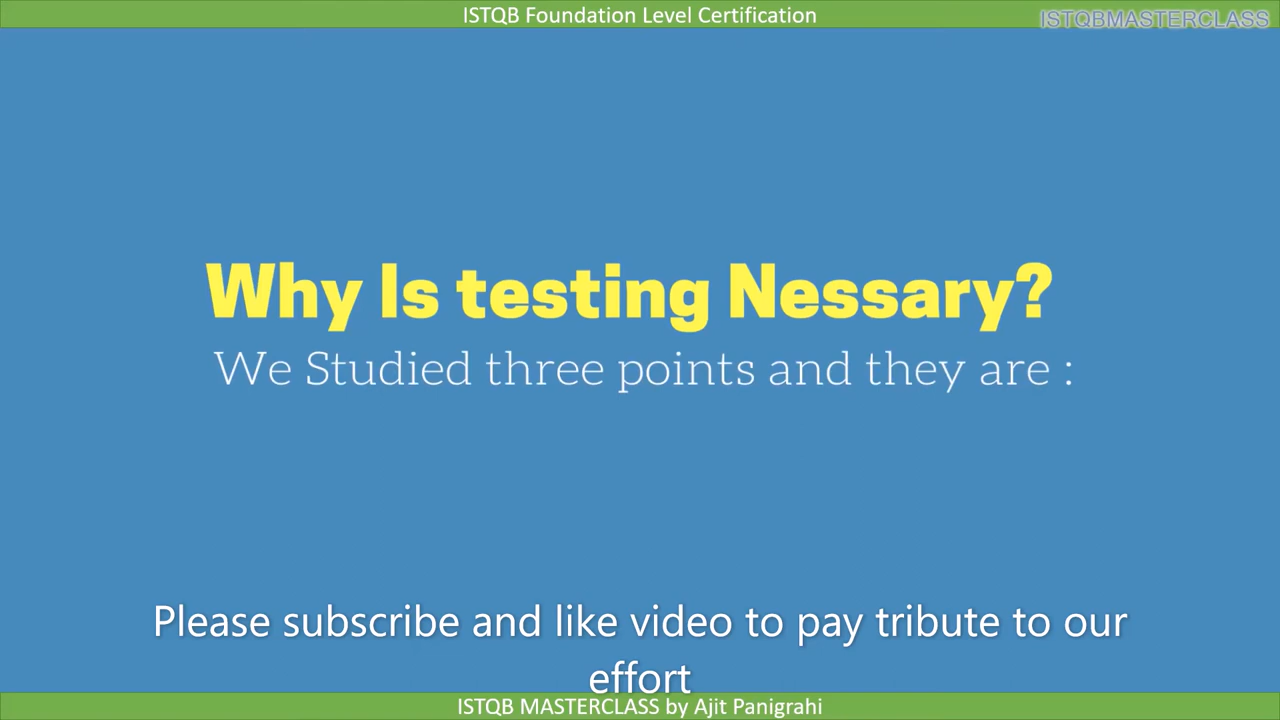 ISTQB Foundation Level Certification
ISTQBMASTERCLASS
Why Is testing Nessary?
We Studied three points and they are :
Please subscribe and like video to pay tribute to our
effort
ISTQB MASTERCLASS by Ajit Panigrahi